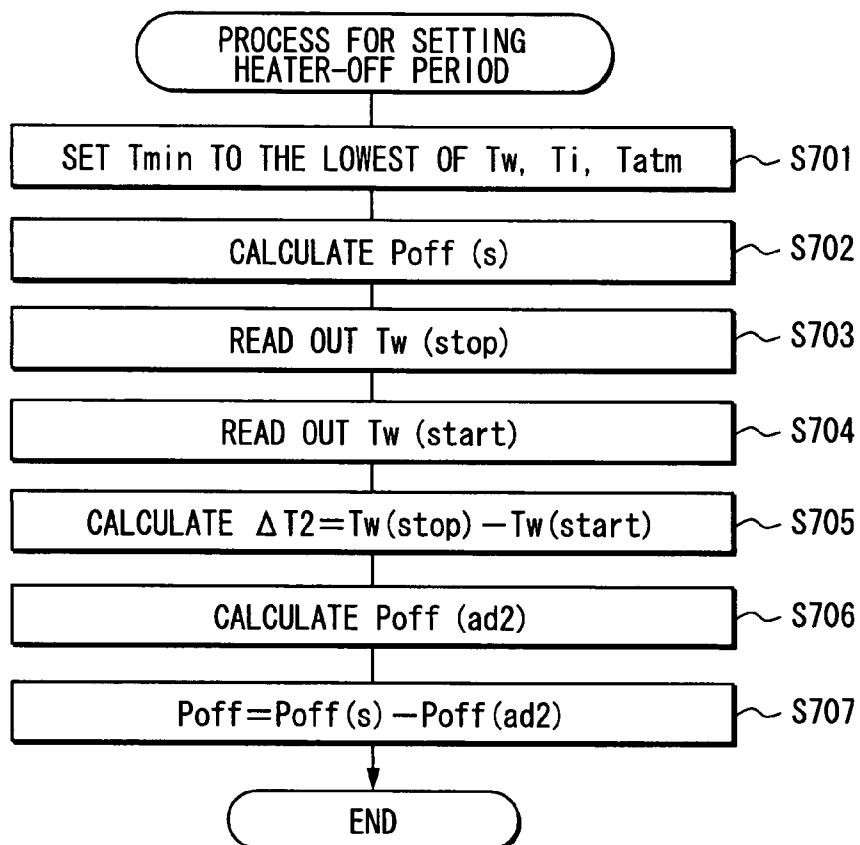 PROCESS FOR SETTING
HEATER-OFF PERIOD
SET Tmin TO THE LOWEST OF Tw, Ti, Tatm
S701
CALCULATE Poff (s)
S702
READ OUT Tw (stop)
S703
READ OUT Tw (start)
S704
CALCULATE ΔT2=Tw(stop)-Tw(start)
S705
CALCULATE Poff (ad2)
S706
Poff=Poff(s)-Poff(ad2)
S707
END